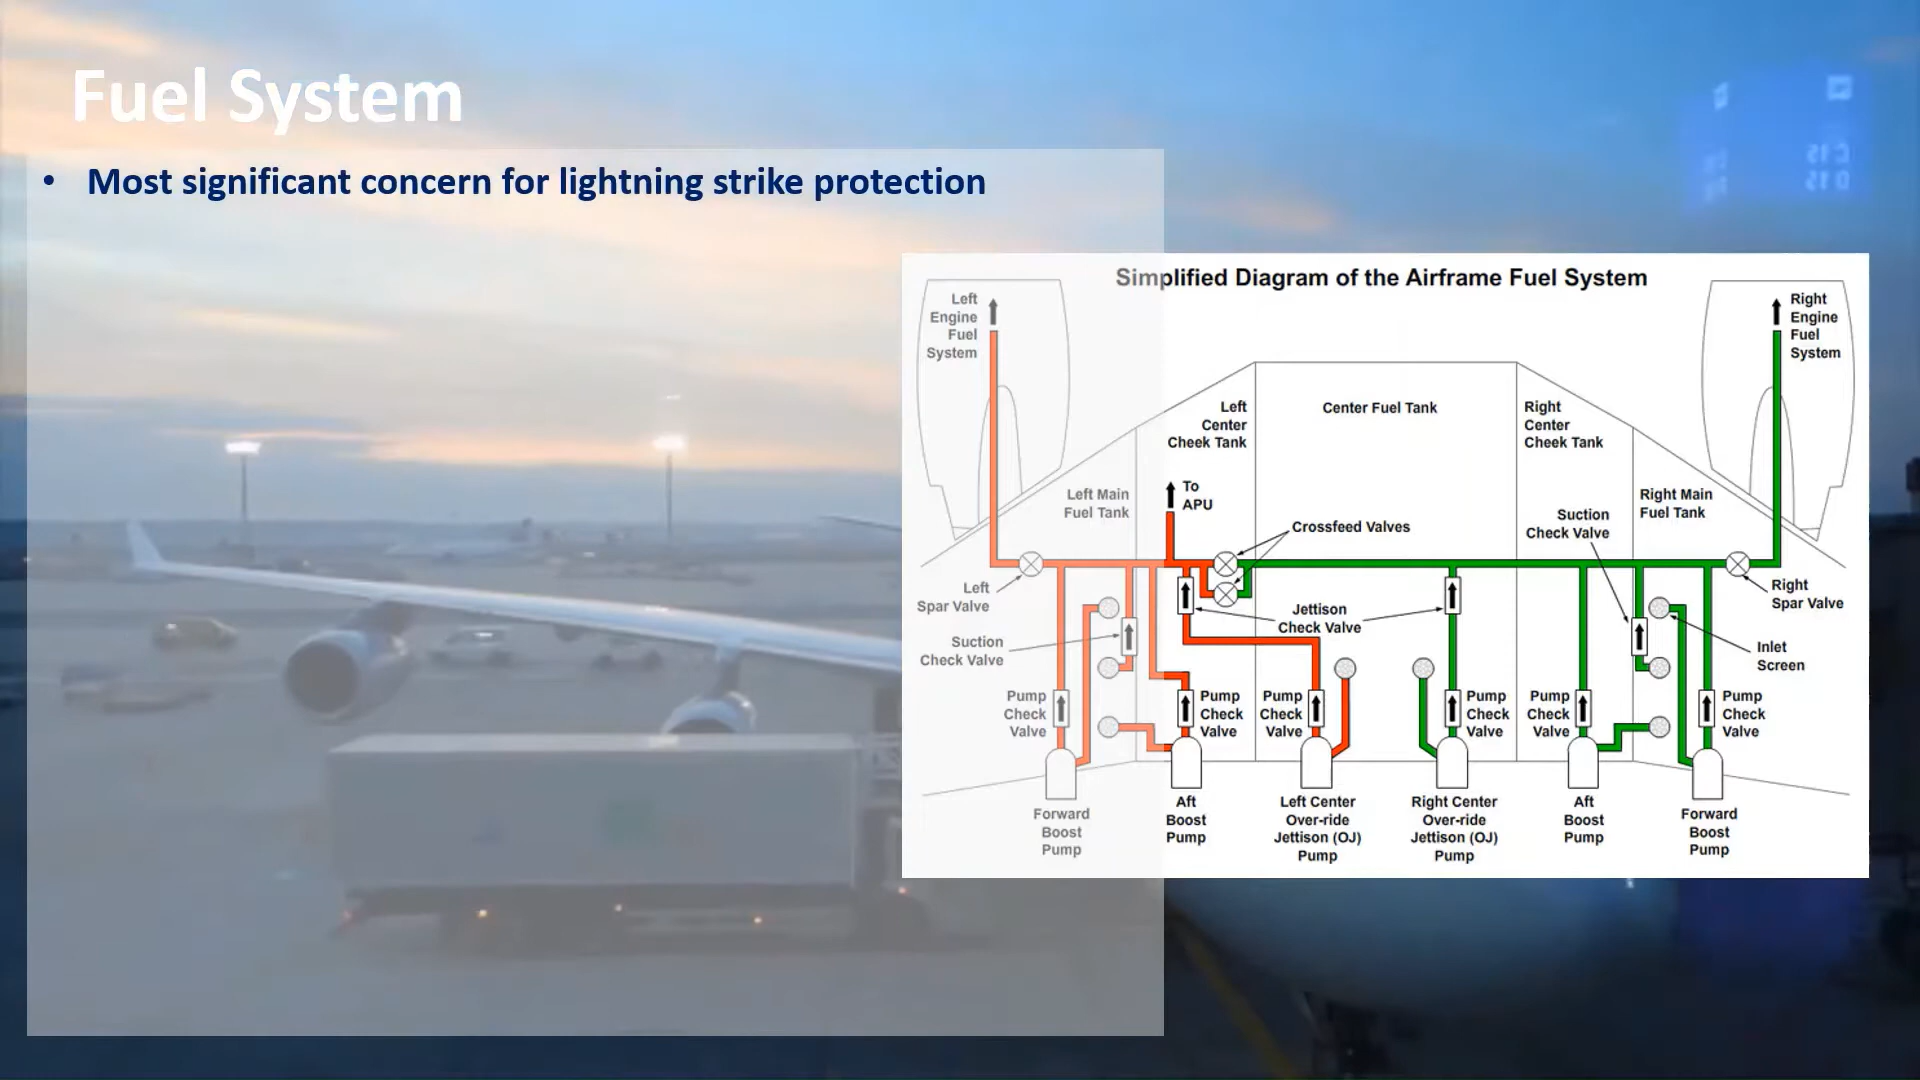 Fuel System
• Most significant concern for lightning strike protection
Simplified Diagram of the Airframe Fuel System
Left
Engine
Fuel
System
Right
Engine
Fuel
System
Left
Center
Cheek Tank
Center Fuel Tank
Right
Center
Cheek Tank
Left Main
Fuel Tank
To
APU
Crossfeed Valves
Suction
Check Valve
Right Main
Fuel Tank
Left
Spar Valve
Jettison
Check Valve
Right
Spar Valve
Suction
Check Valve
Inlet
Screen
Pump
Check
Valve
Pump
Check
Valve
Pump
Check
Valve
Pump
Check
Valve
Pump
Check
Valve
Pump
Check
Valve
Forward
Boost
Pump
Aft
Boost
Pump
Left Center
Over-ride
Jettison (OJ)
Pump
Right Center
Over-ride
Jettison (OJ)
Pump
Aft
Boost
Pump
Forward
Boost
Pump